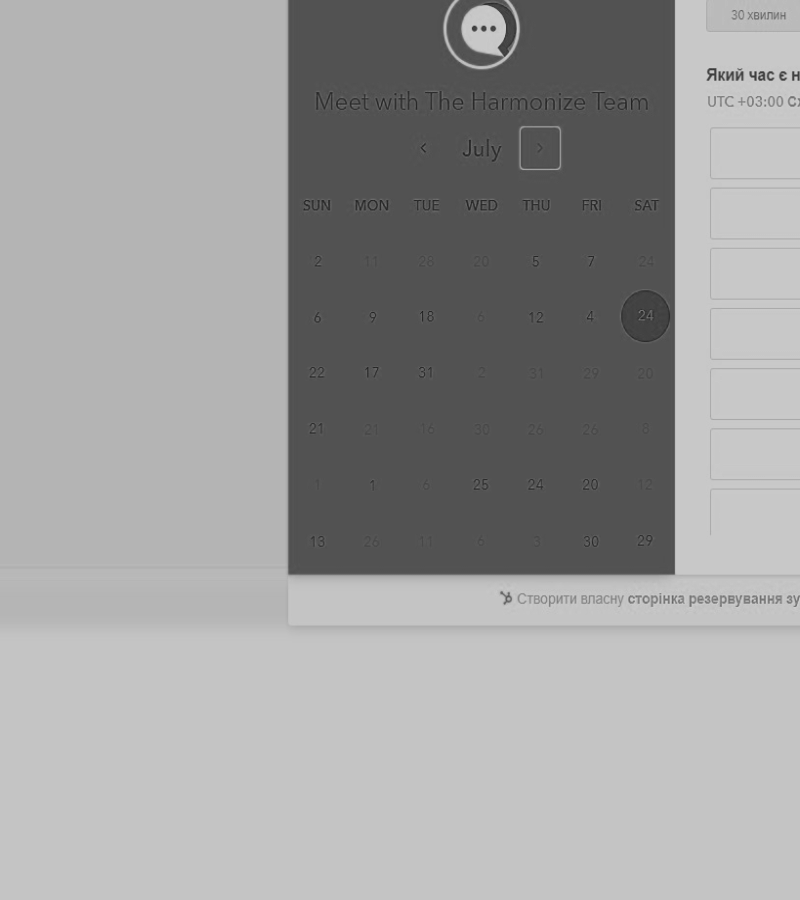 30 хвилин
Який час є н
UTC +03:00 Сх
Meet with The Harmonize Team
July
SUN MON TUE WED THU FRI SAT
2 11 28 20 5 7 24
6 9 18 6 12 4 24
22 17 31 2 31 29 20
21 21 16 30 26 26 8
1 1 6 25 24 20 12
13 26 11 6 3 30 29
Створити власну сторінка резервування зу